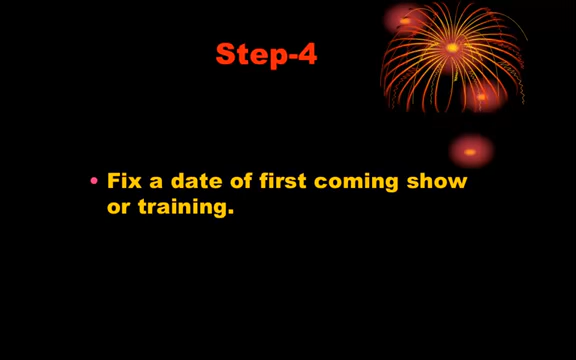 Step-4
• Fix a date of first coming show
or training.